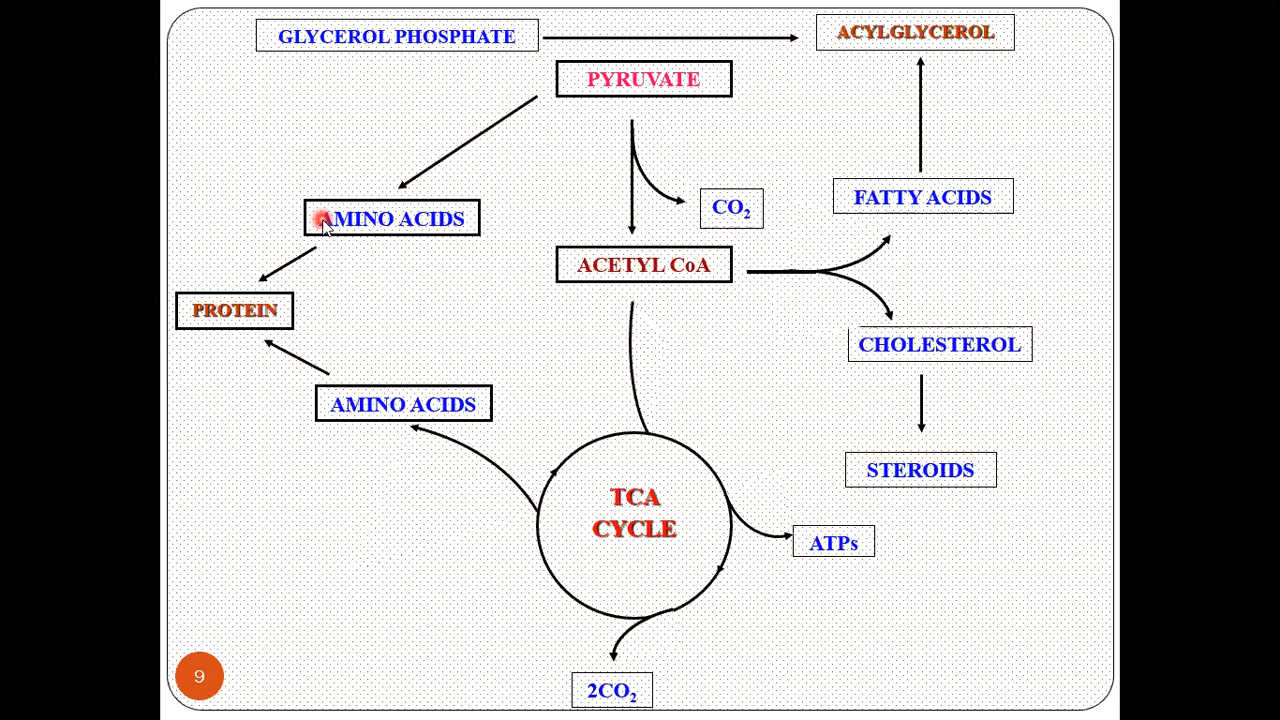 GLYCEROL PHOSPHATE
ACYLGLYCEROL
PYRUVATE
AMINO ACIDS
CO₂
FATTY ACIDS
ACETYL CoA
PROTEIN
CHOLESTEROL
AMINO ACIDS
STEROIDS
TCA
CYCLE
ATPs
2CO₂
9